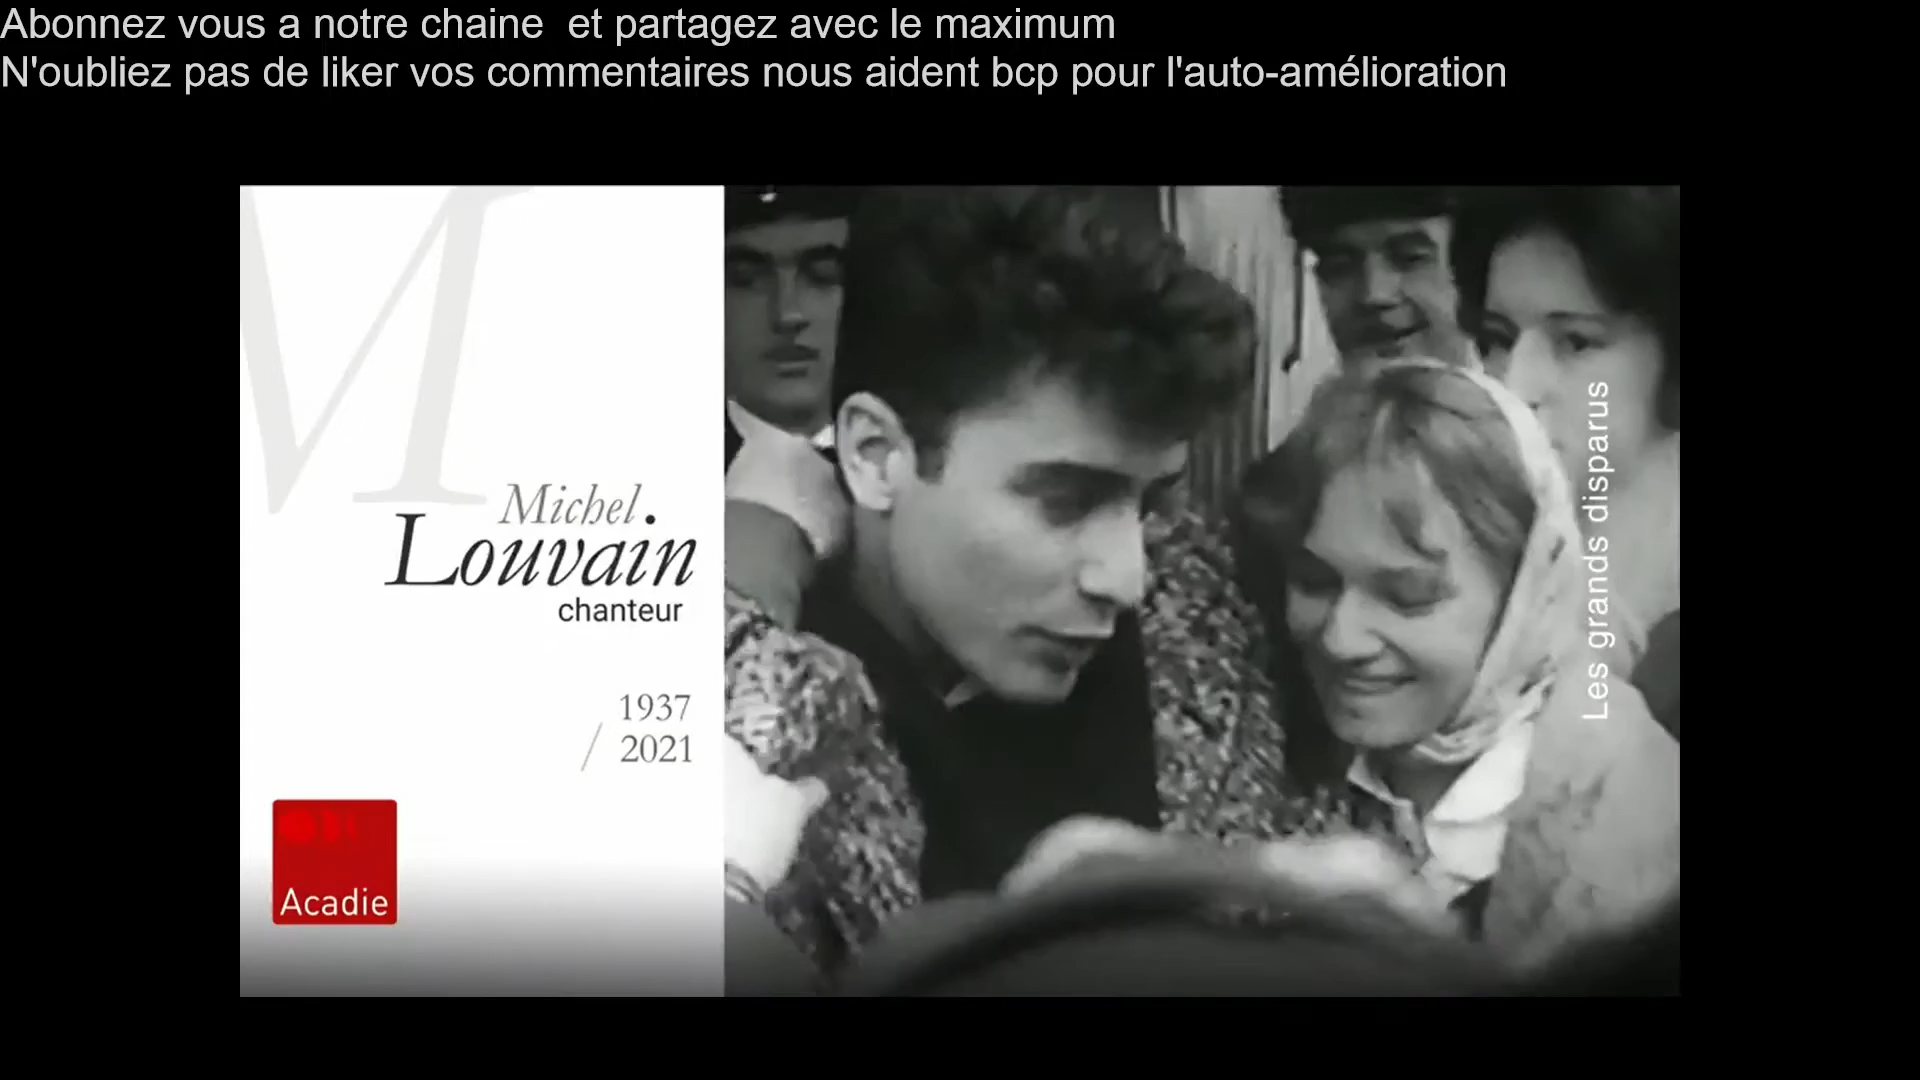 Abonnez vous a notre chaine  et partagez avec le maximum
N'oubliez pas de liker vos commentaires nous aident bcp pour l'auto-amélioration
M
Michel
Louvain
chanteur
1937
/ 2021
Acadie
Les grands disparus